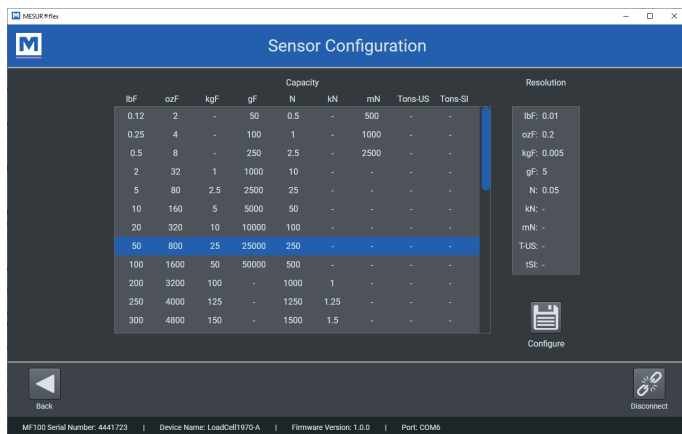 MESUR®flex
M
Sensor Configuration
Capacity
lbF ozF kgF gF N kN mN Tons-US Tons-SI
0.12 2 - 50 0.5 - 500 - -
0.25 4 - 100 1 - 1000 - -
0.5 8 - 250 2.5 - 2500 - -
2 32 1 1000 10 - - - -
5 80 2.5 2500 25 - - - -
10 160 5 5000 50 - - - -
20 320 10 10000 100 - - - -
50 800 25 25000 250 - - - -
100 1600 50 50000 500 - - - -
200 3200 100 - 1000 1 - - -
250 4000 125 - 1250 1.25 - - -
300 4800 150 - 1500 1.5 - - -
Resolution
lbF: 0.01
ozF: 0.2
kgF: 0.005
gF: 5
N: 0.05
kN: -
mN: -
T-US: -
tSI: -
Configure
Back
Disconnect
MF100 Serial Number: 4441723 | Device Name: LoadCell1970-A | Firmware Version: 1.0.0 | Port: COM6